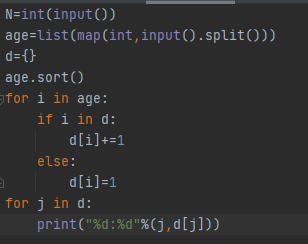 N=int(input())
age=list(map(int,input().split()))
d={}
age.sort()
for i in age:
    if i in d:
        d[i]+=1
    else:
        d[i]=1
for j in d:
    print("%d:%d"%(j,d[j]))